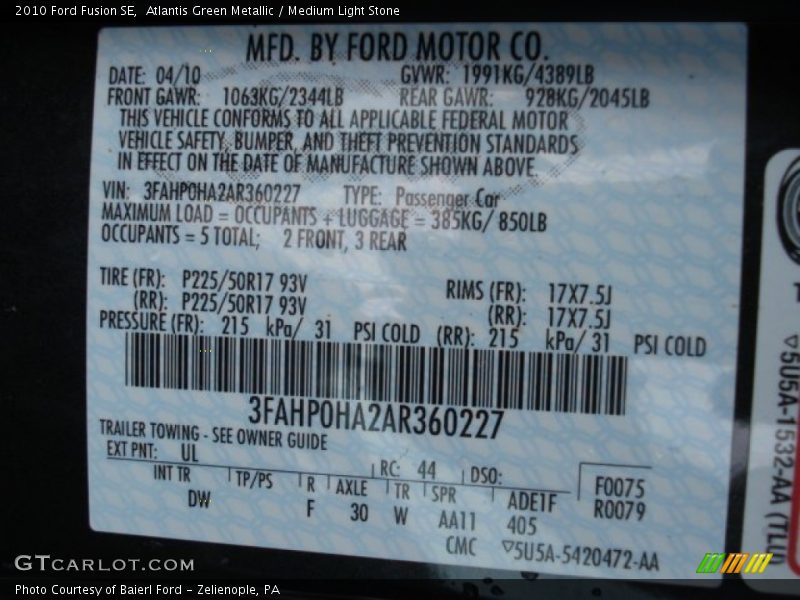 2010 Ford Fusion SE,  Atlantis Green Metallic / Medium Light Stone
MFD. BY FORD MOTOR CO.
DATE: 04/10 GVWR: 1991KG/4389LB
FRONT GAWR: 1063KG/2344LB REAR GAWR: 928KG/2045LB
THIS VEHICLE CONFORMS TO ALL APPLICABLE FEDERAL MOTOR
VEHICLE SAFETY, BUMPER, AND THEFT PREVENTION STANDARDS
IN EFFECT ON THE DATE OF MANUFACTURE SHOWN ABOVE.
VIN: 3FAHP0HA2AR360227 TYPE: Passenger Car
MAXIMUM LOAD = OCCUPANTS + LUGGAGE = 385KG/ 850LB
OCCUPANTS = 5 TOTAL; 2 FRONT, 3 REAR
TIRE (FR): P225/50R17 93V RIMS (FR): 17X7.5J
(RR): P225/50R17 93V (RR): 17X7.5J
PRESSURE (FR): 215 kPa/ 31 PSI COLD (RR): 215 kPa/ 31 PSI COLD
3FAHP0HA2AR360227
TRAILER TOWING - SEE OWNER GUIDE
EXT PNT: UL RC: 44 DSO: F0075
INT TR TP/PS R AXLE TR SPR ADE1F R0079
DW F 30 W AA11 405
CMC ▽5U5A-5420472-AA
▽5U5A-1532-AA (TL)
GTCARLOT.COM
Photo Courtesy of Baierl Ford - Zelienople, PA